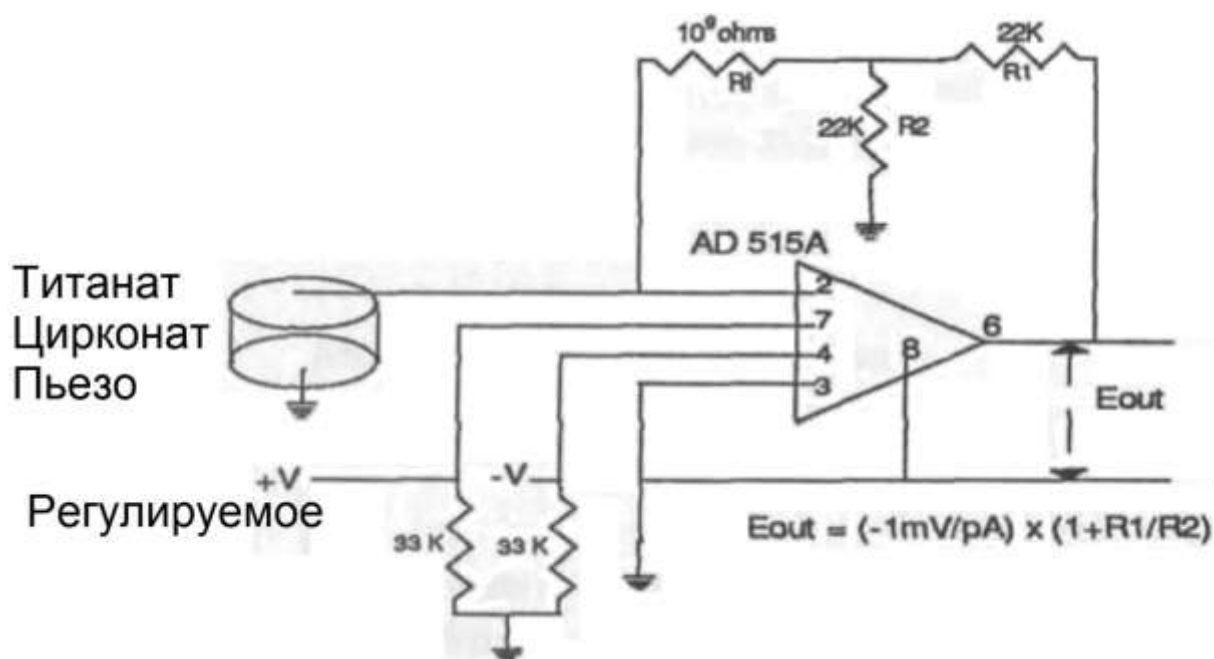 10⁹ohms
Rf
22K
R1
22K
R2
AD 515A
2
7
4
3
8
6
Титанат
Цирконат
Пьезо
Eout
+V
-V
Регулируемое
33 K
33 K
Eout = (-1mV/pA) x (1+R1/R2)